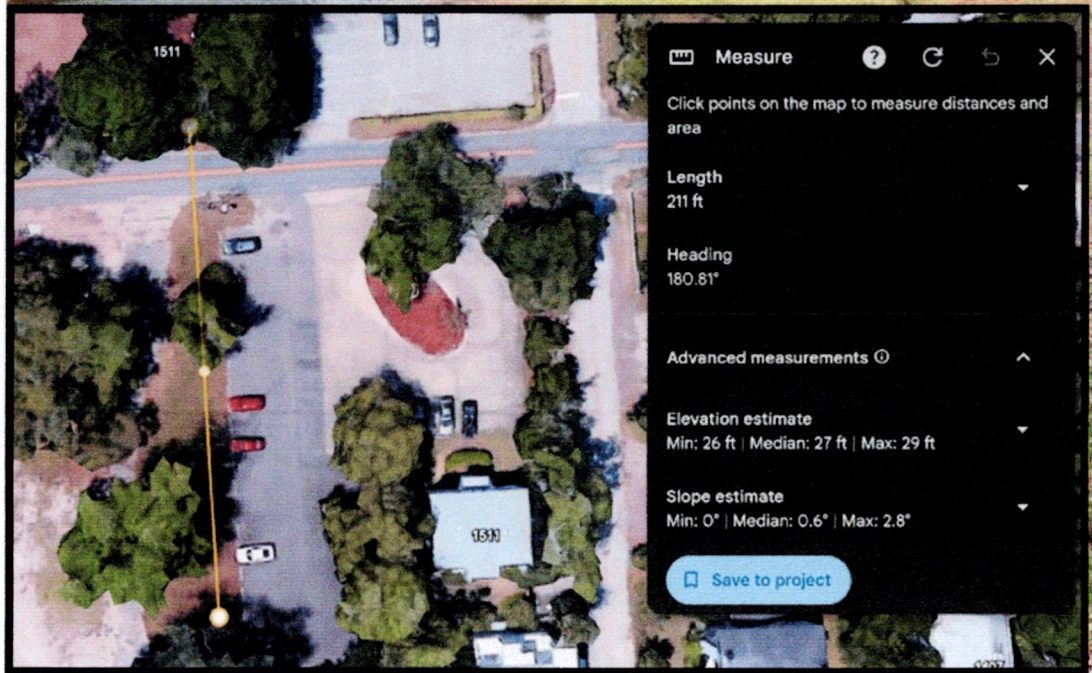 1511
Measure
Click points on the map to measure distances and
area
Length
211 ft
Heading
180.81°
Advanced measurements
Elevation estimate
Min: 26 ft | Median: 27 ft | Max: 29 ft
Slope estimate
Min: 0° | Median: 0.6° | Max: 2.8°
1511
Save to project